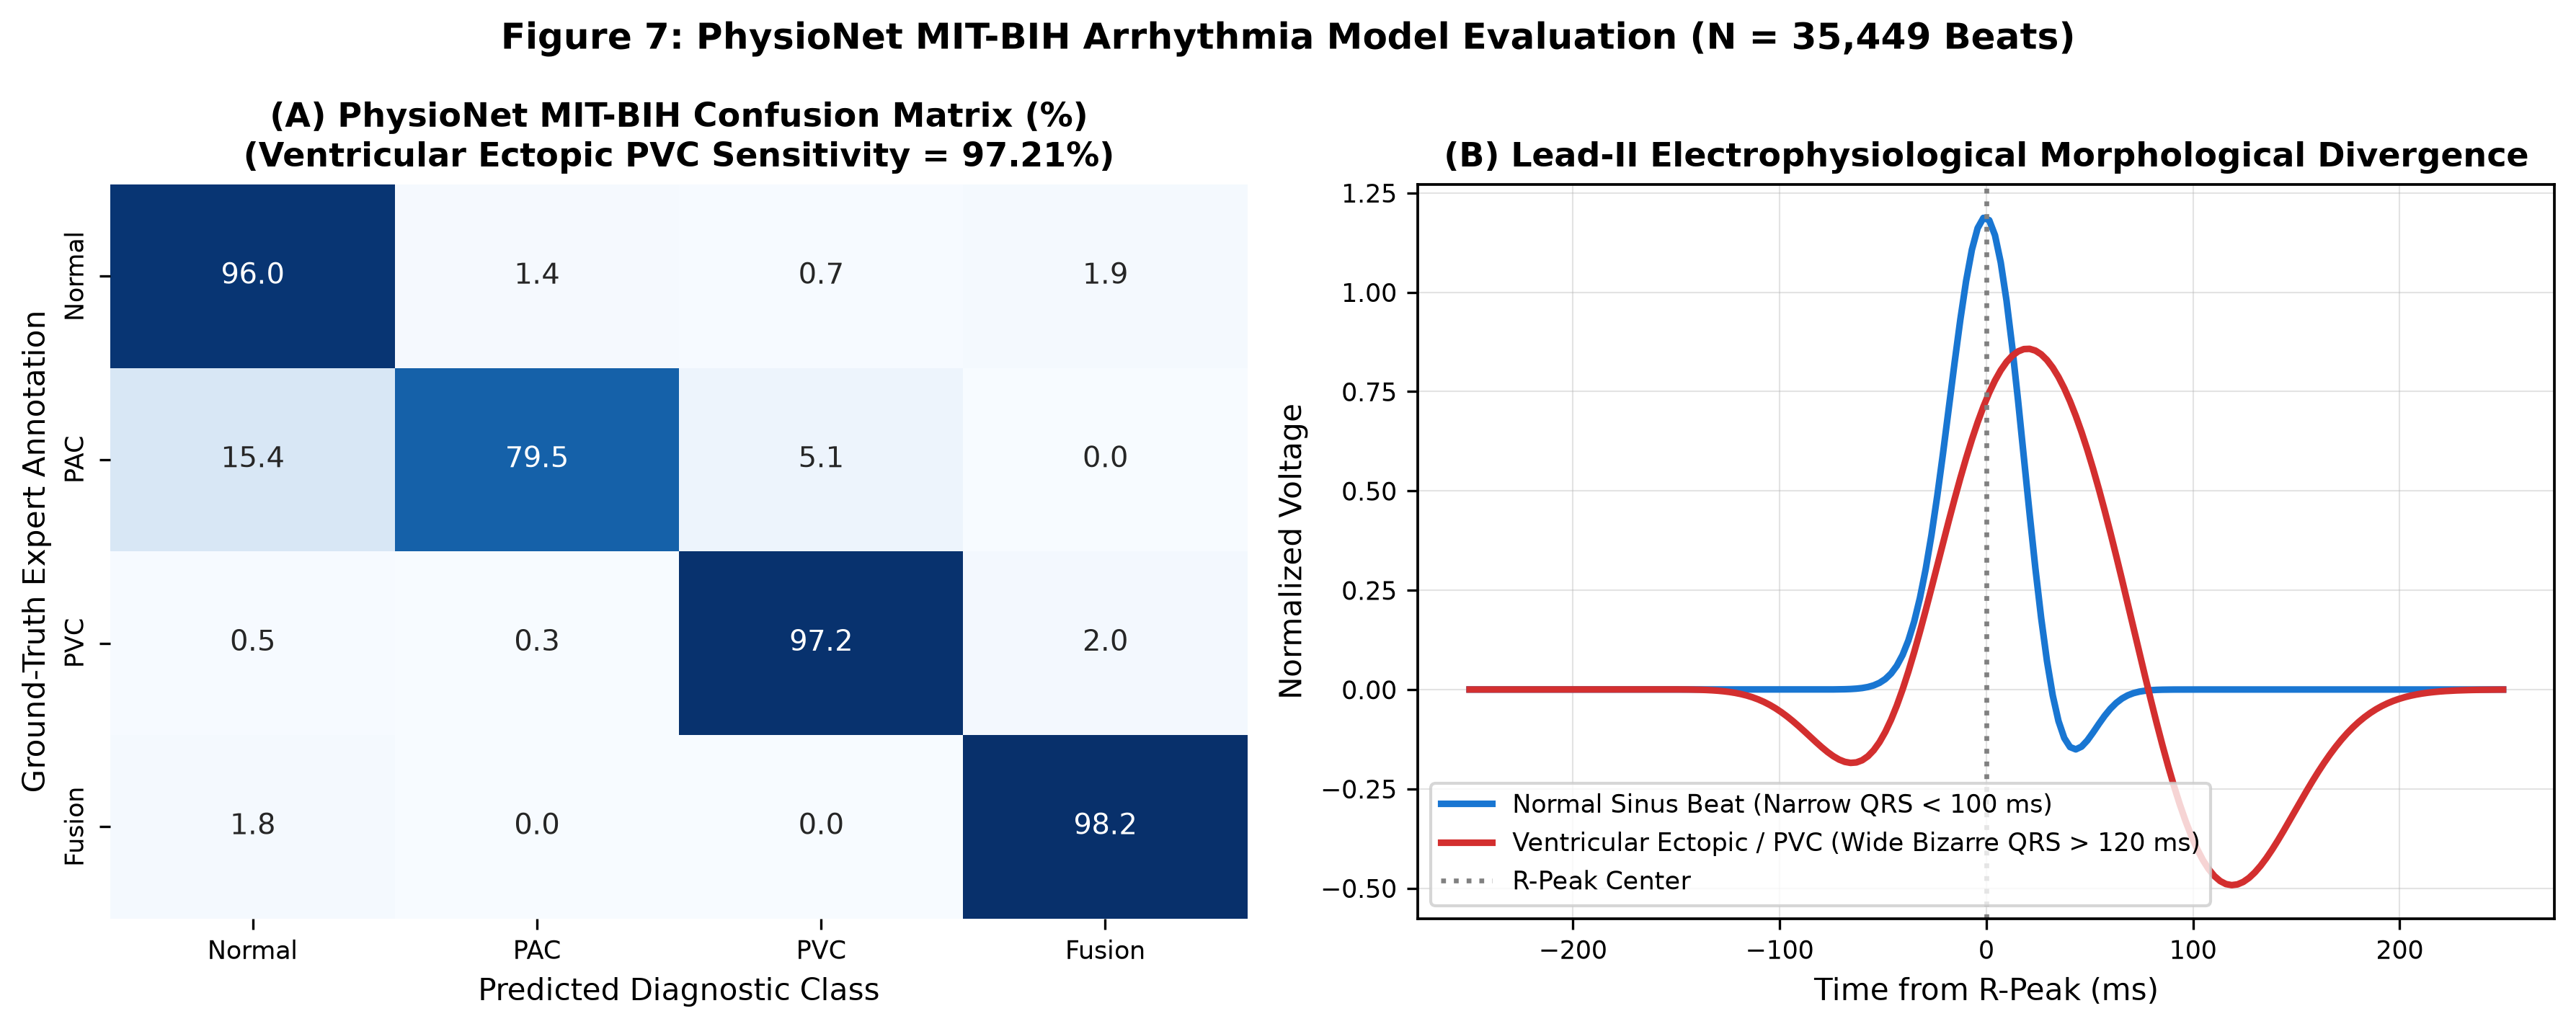 Figure 7: PhysioNet MIT-BIH Arrhythmia Model Evaluation (N = 35,449 Beats)
(A) PhysioNet MIT-BIH Confusion Matrix (%)
(Ventricular Ectopic PVC Sensitivity = 97.21%)
Ground-Truth Expert Annotation
Normal
96.0 1.4 0.7 1.9
PAC
15.4 79.5 5.1 0.0
PVC
0.5 0.3 97.2 2.0
Fusion
1.8 0.0 0.0 98.2
Normal PAC PVC Fusion
Predicted Diagnostic Class
(B) Lead-II Electrophysiological Morphological Divergence
Normalized Voltage
1.25
1.00
0.75
0.50
0.25
0.00
−0.25
−0.50
Normal Sinus Beat (Narrow QRS < 100 ms)
Ventricular Ectopic / PVC (Wide Bizarre QRS > 120 ms)
R-Peak Center
−200 −100 0 100 200
Time from R-Peak (ms)